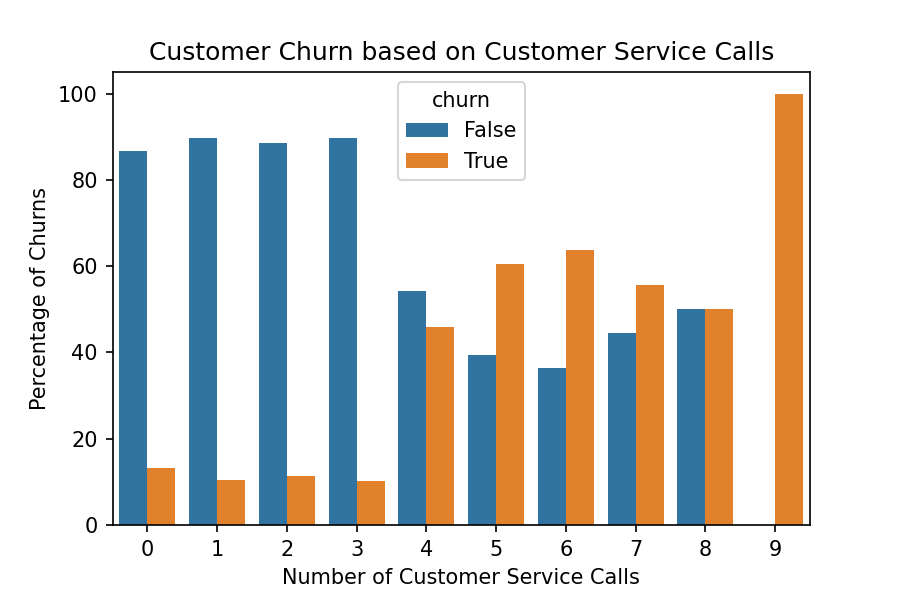 Customer Churn based on Customer Service Calls
churn
False
True
Percentage of Churns
100
80
60
40
20
0
0 1 2 3 4 5 6 7 8 9
Number of Customer Service Calls